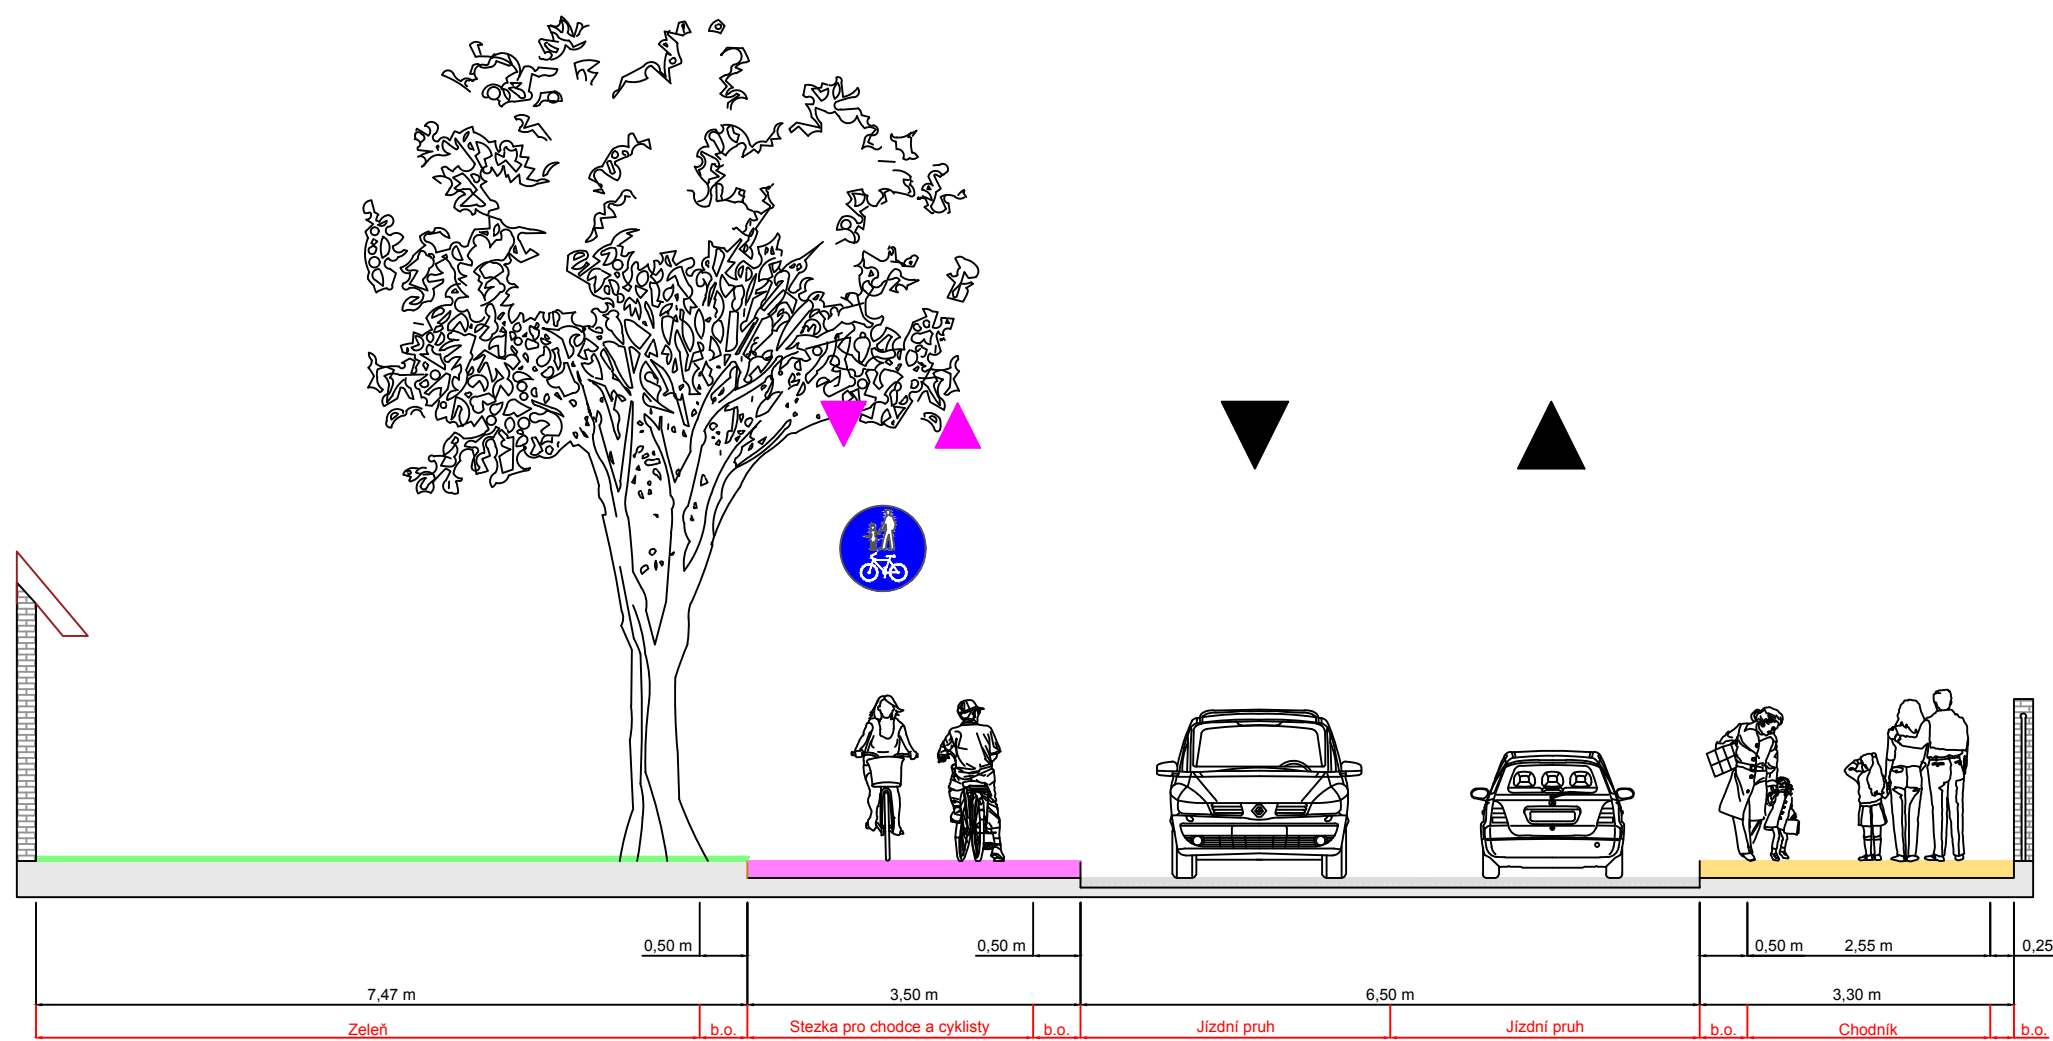 0,50 m 0,50 m 0,50 m 2,55 m 0,25
7,47 m 3,50 m 6,50 m 3,30 m
Zeleň b.o. Stezka pro chodce a cyklisty b.o. Jízdní pruh Jízdní pruh b.o. Chodník b.o.